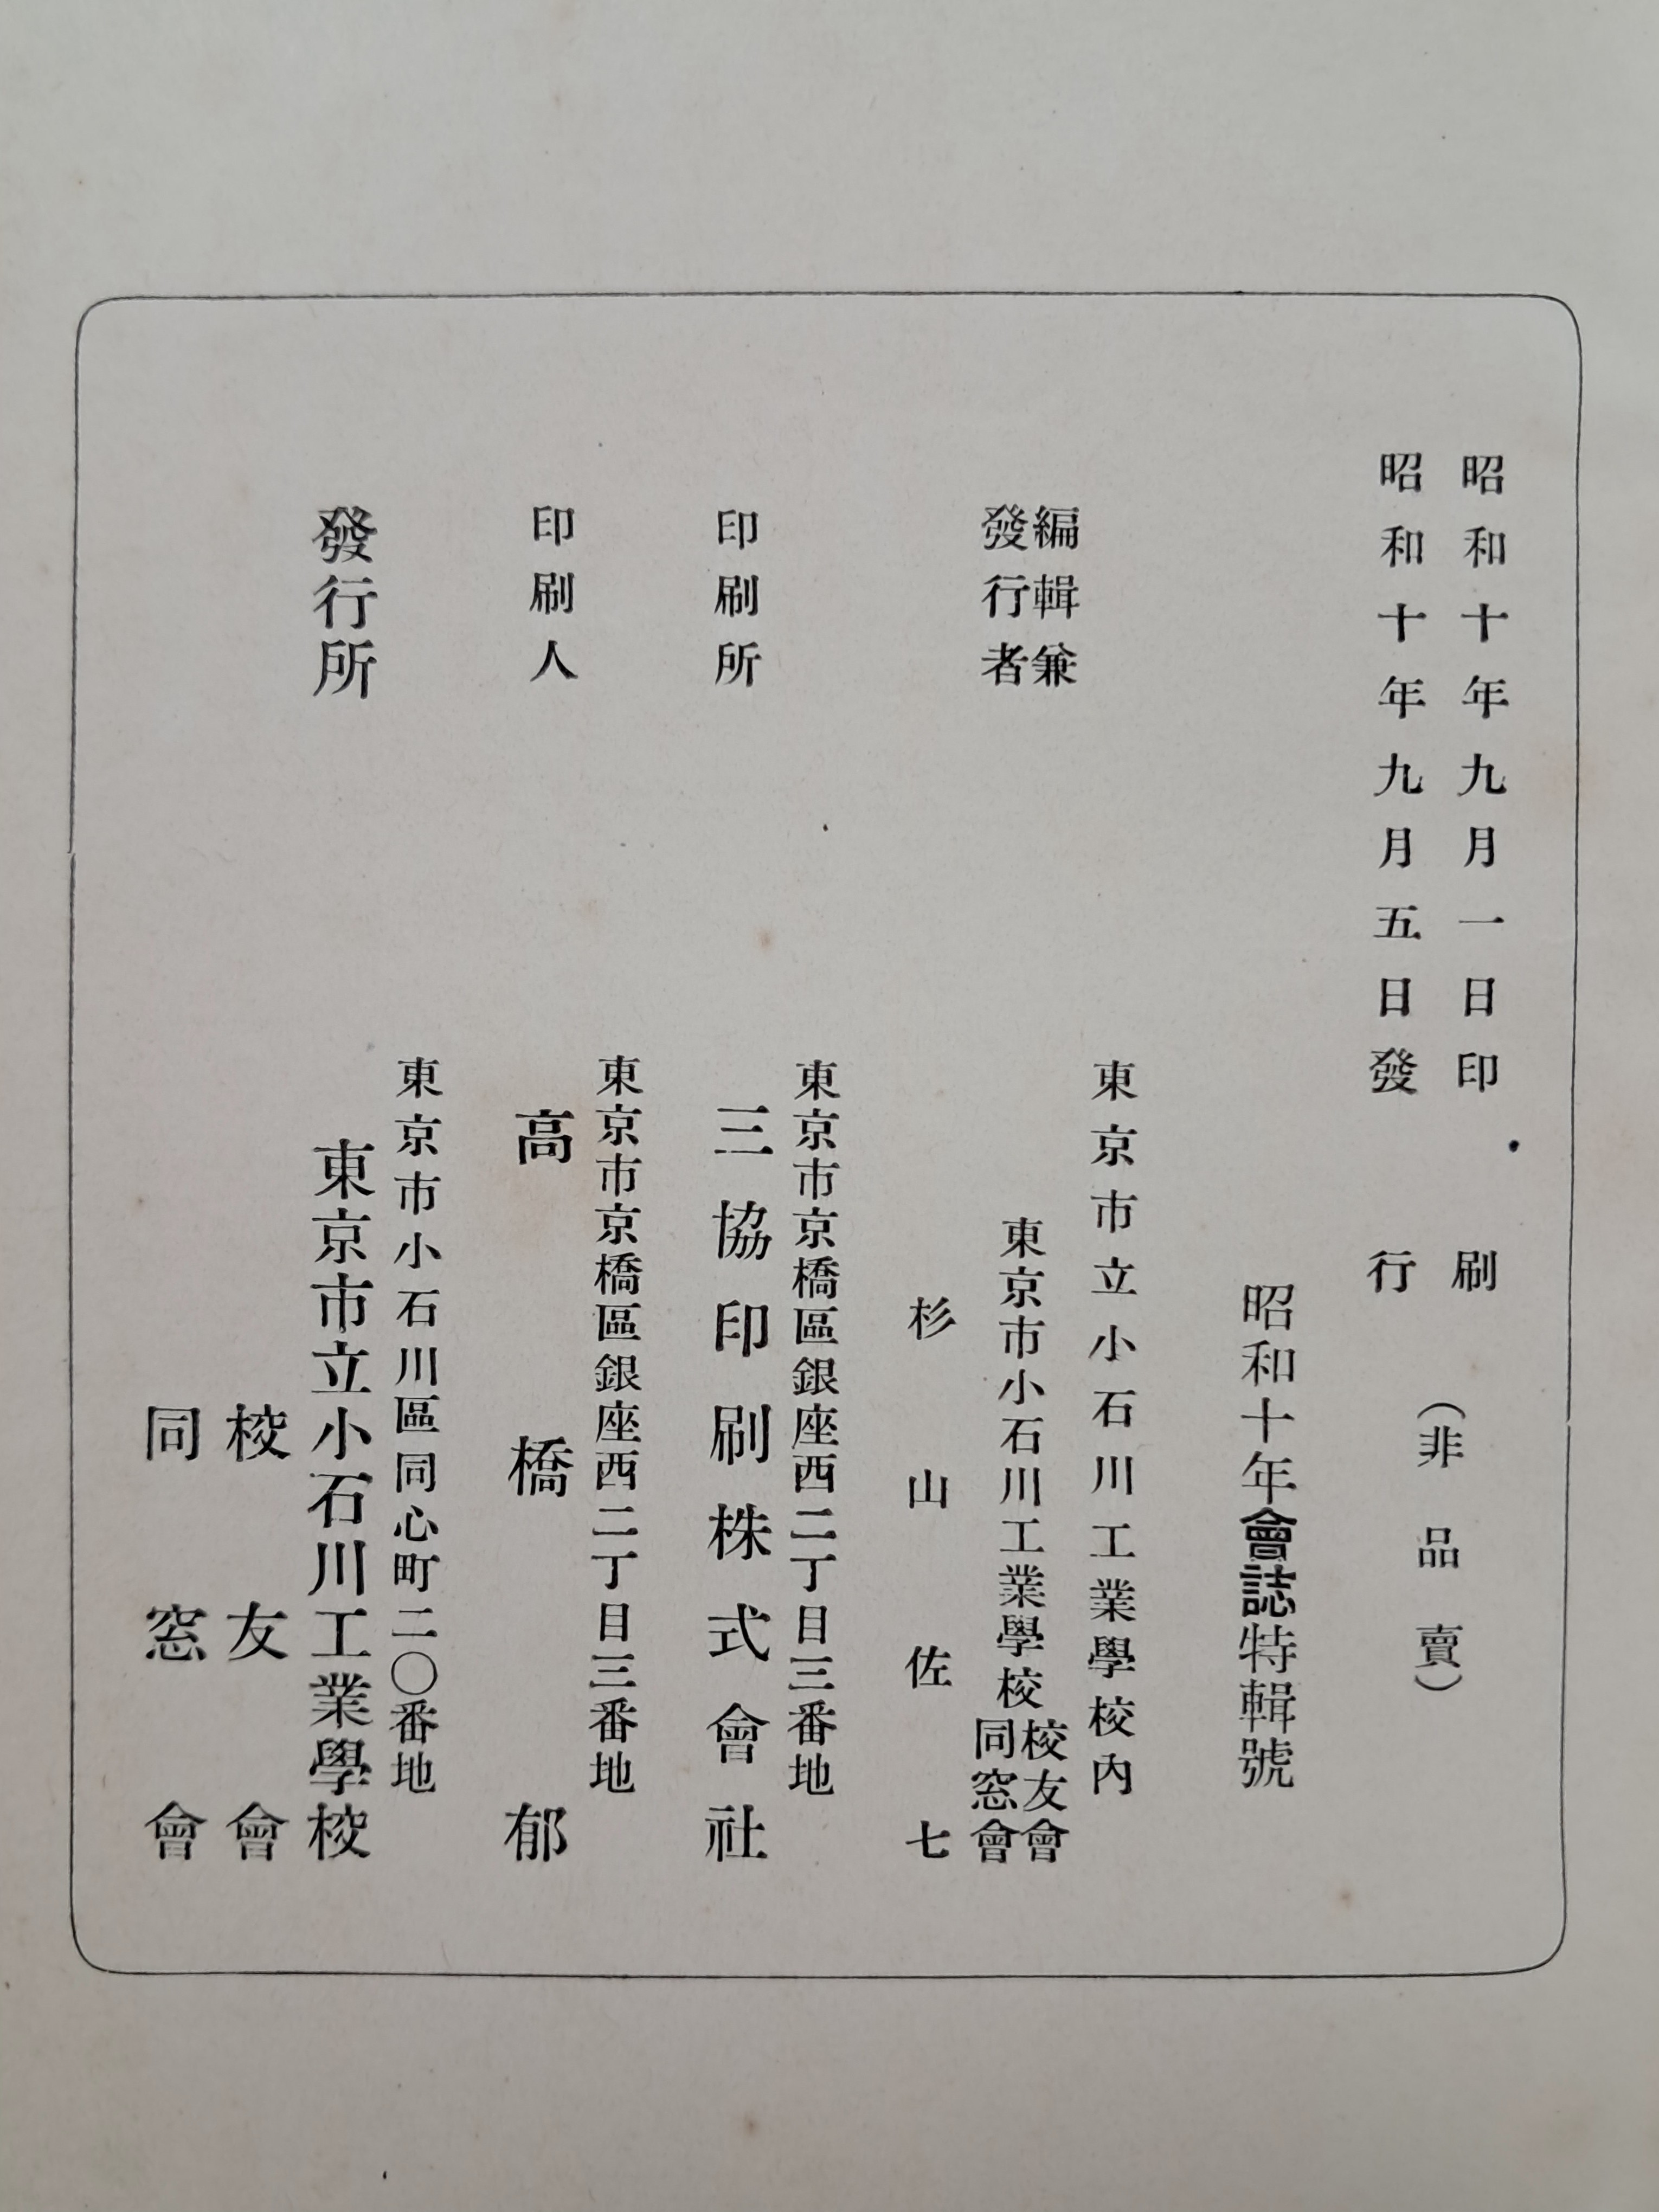 昭和十年九月一日印刷
昭和十年九月五日發行
（非品賣）
昭和十年會誌特輯號
編輯兼
發行者
東京市立小石川工業學校內
東京市小石川工業學校
校友會
同窓會
杉山佐七
印刷所
東京市京橋區銀座西二丁目三番地
三協印刷株式會社
印刷人
東京市京橋區銀座西二丁目三番地
高橋郁
發行所
東京市小石川區同心町二〇番地
東京市立小石川工業學校
校友會
同窓會